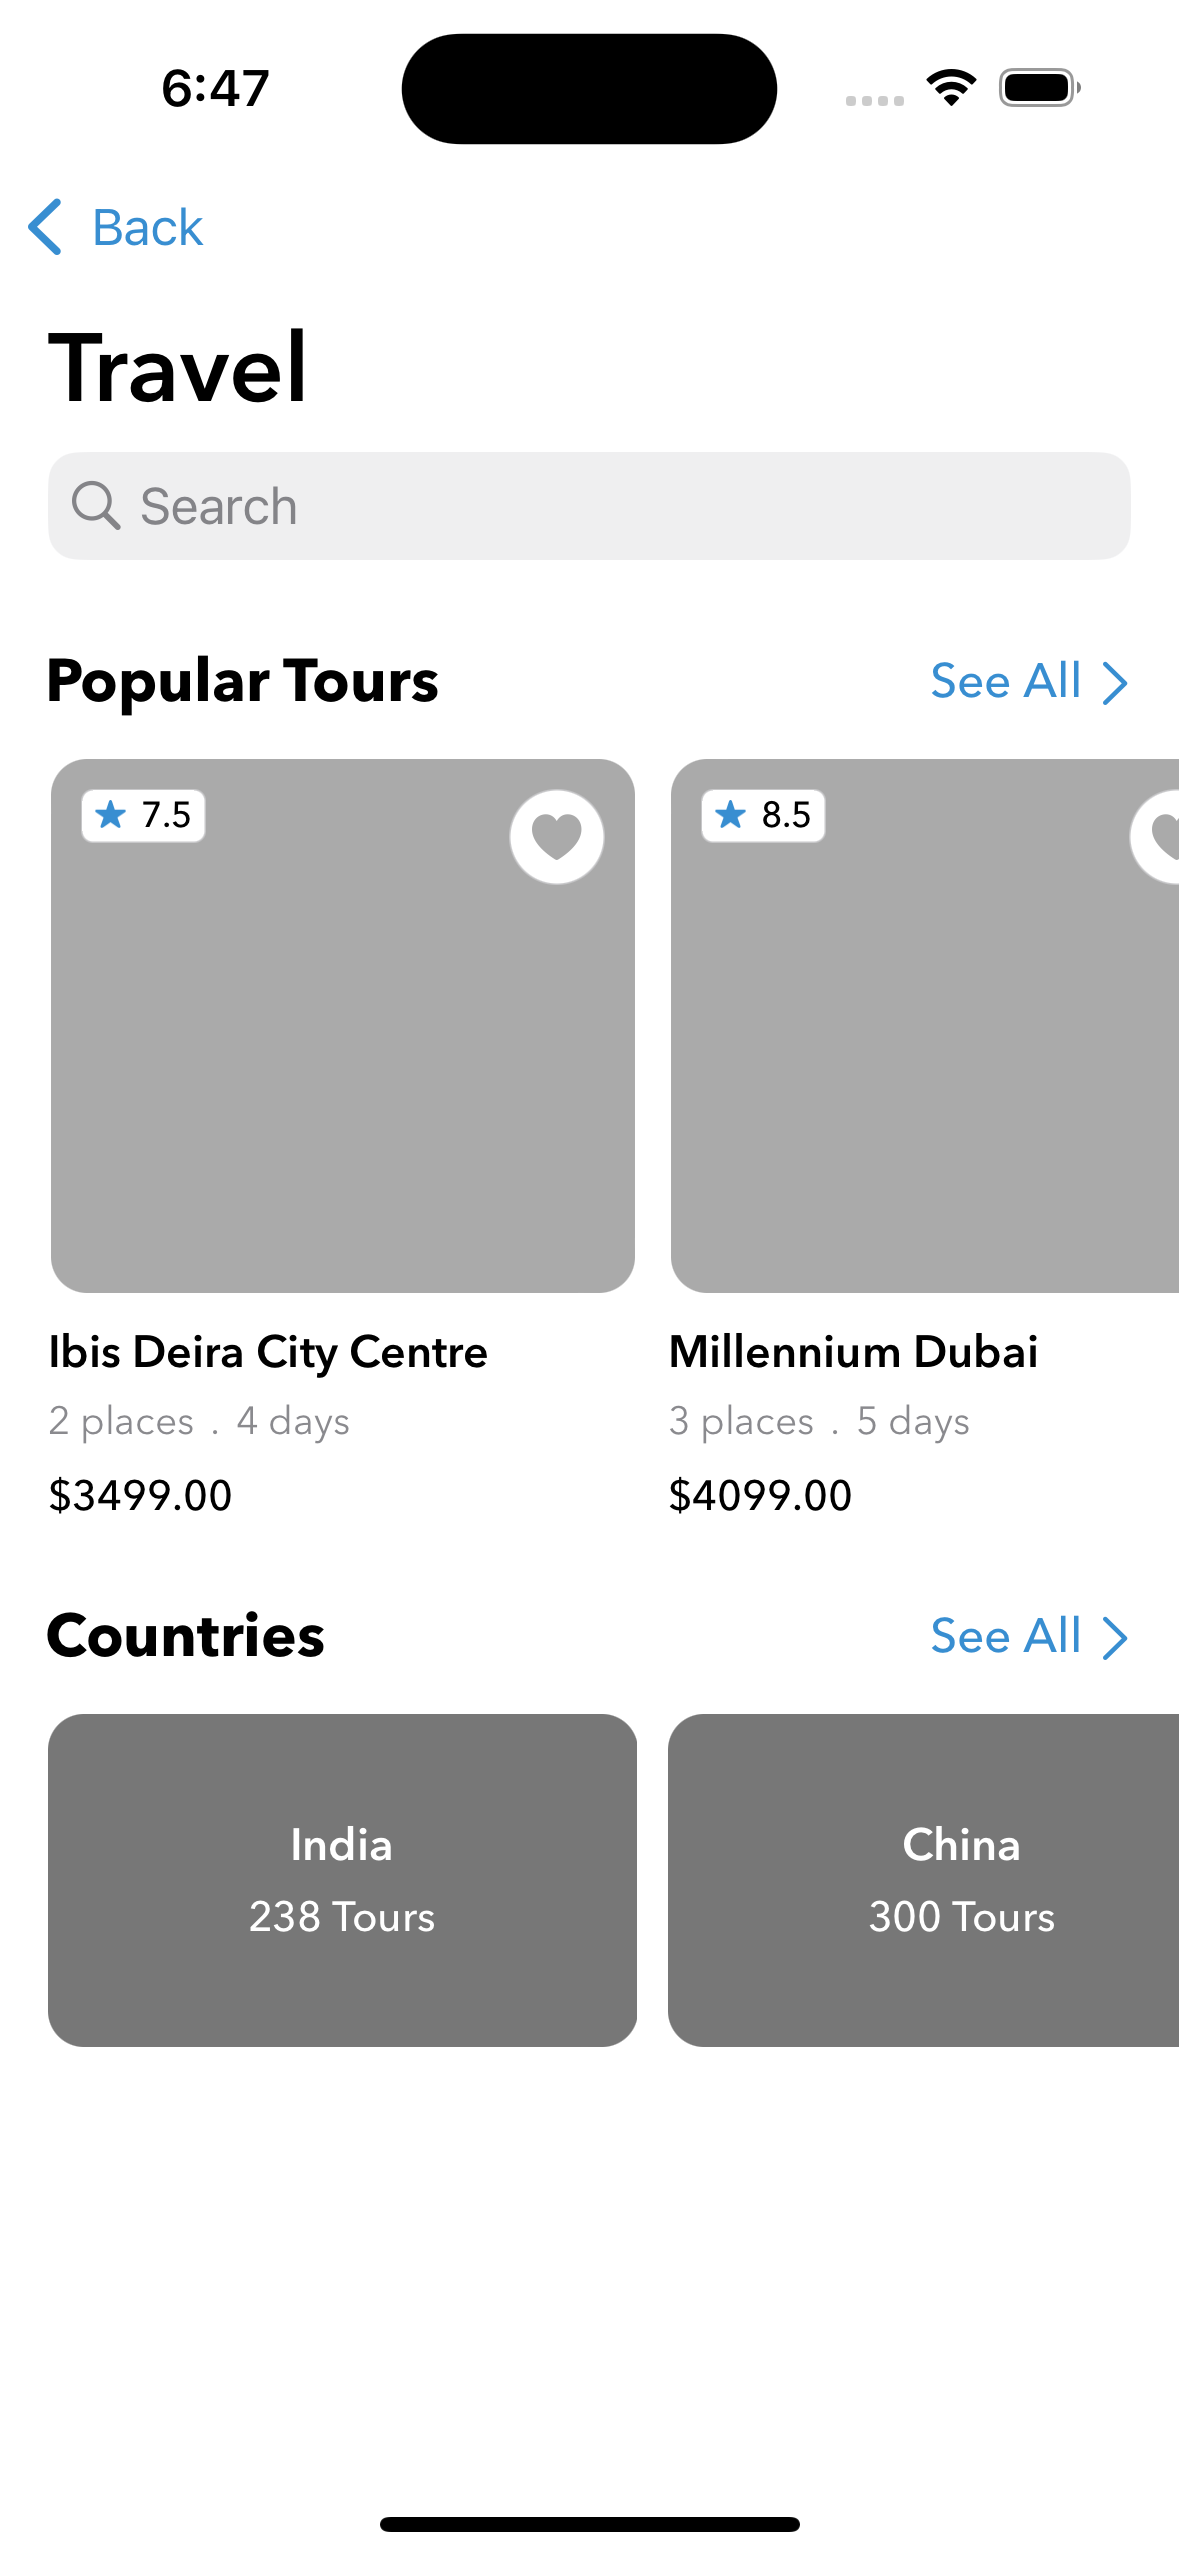 6:47
Back
Travel
Search
Popular Tours
See All
7.5
8.5
Ibis Deira City Centre
2 places . 4 days
$3499.00
Millennium Dubai
3 places . 5 days
$4099.00
Countries
See All
India
238 Tours
China
300 Tours